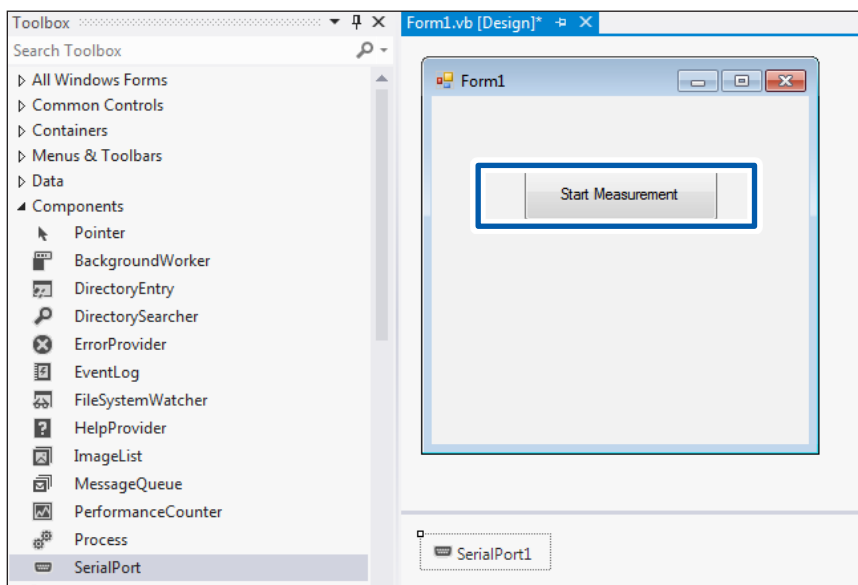 Toolbox
Search Toolbox
All Windows Forms
Common Controls
Containers
Menus & Toolbars
Data
Components
Pointer
BackgroundWorker
DirectoryEntry
DirectorySearcher
ErrorProvider
EventLog
FileSystemWatcher
HelpProvider
ImageList
MessageQueue
PerformanceCounter
Process
SerialPort
Form1.vb [Design]*
Form1
Start Measurement
SerialPort1